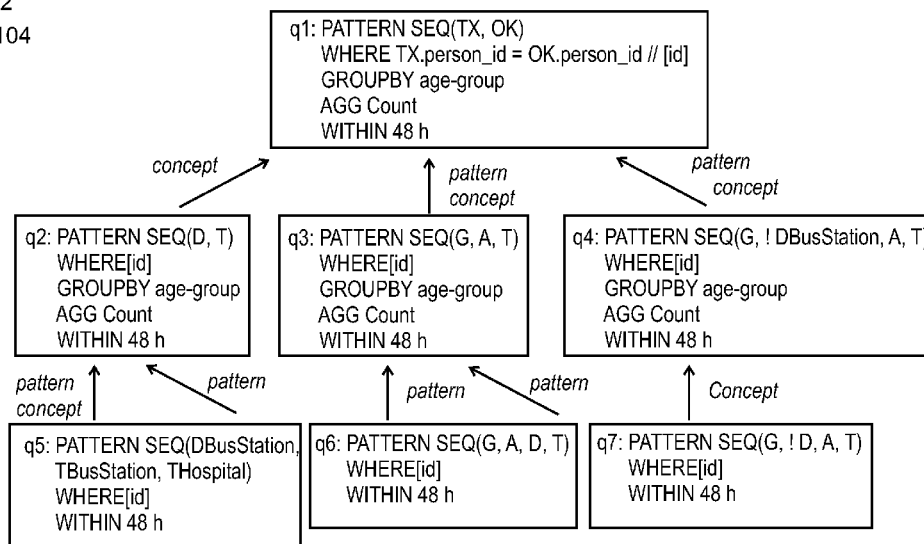 2
104
q1: PATTERN SEQ(TX, OK)
WHERE TX.person_id = OK.person_id // [id]
GROUPBY age-group
AGG Count
WITHIN 48 h
concept
pattern
concept
pattern
concept
q2: PATTERN SEQ(D, T)
WHERE[id]
GROUPBY age-group
AGG Count
WITHIN 48 h
q3: PATTERN SEQ(G, A, T)
WHERE[id]
GROUPBY age-group
AGG Count
WITHIN 48 h
q4: PATTERN SEQ(G, ! DBusStation, A, T)
WHERE[id]
GROUPBY age-group
AGG Count
WITHIN 48 h
pattern
concept
pattern
pattern
pattern
Concept
q5: PATTERN SEQ(DBusStation,
TBusStation, THospital)
WHERE[id]
WITHIN 48 h
q6: PATTERN SEQ(G, A, D, T)
WHERE[id]
WITHIN 48 h
q7: PATTERN SEQ(G, ! D, A, T)
WHERE[id]
WITHIN 48 h